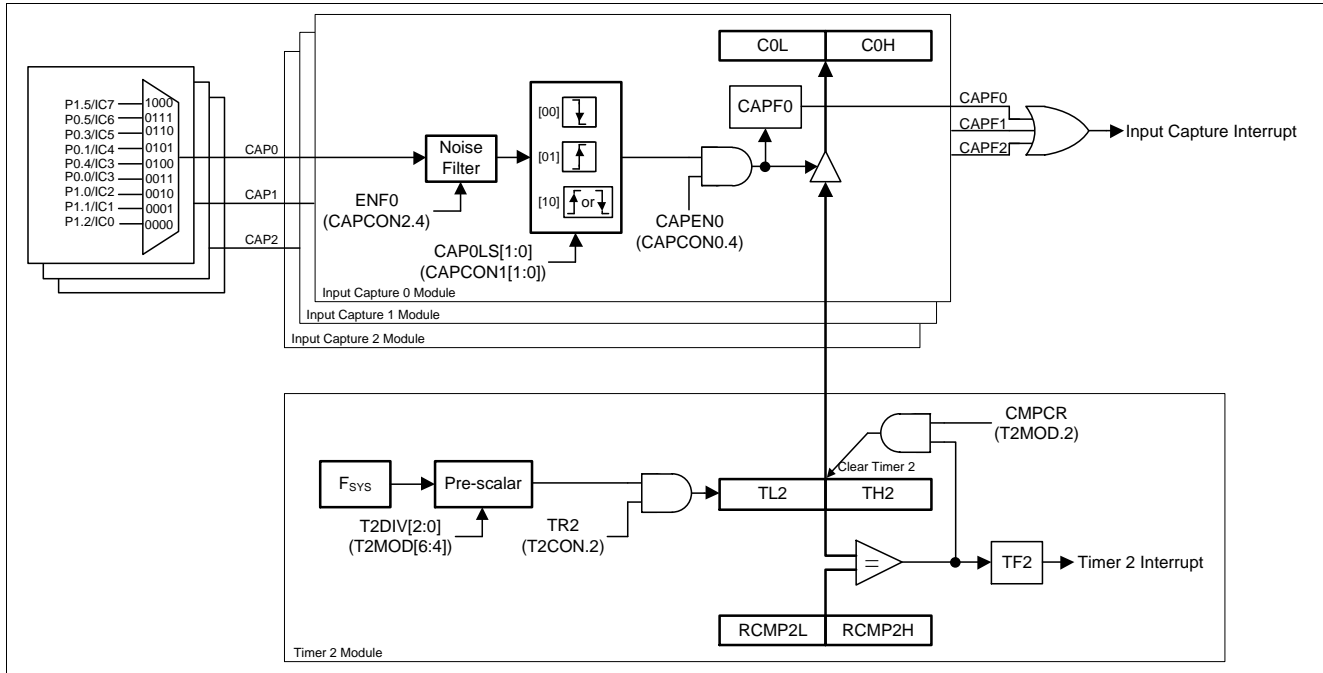 C0L C0H
P1.5/IC7 1000
P0.5/IC6 0111
P0.3/IC5 0110
P0.1/IC4 0101
P0.4/IC3 0100
P0.0/IC3 0011
P1.0/IC2 0010
P1.1/IC1 0001
P1.2/IC0 0000
CAP0
CAP1
CAP2
Noise
Filter
ENF0
(CAPCON2.4)
[00]
[01]
[10] or
CAP0LS[1:0]
(CAPCON1[1:0])
CAPEN0
(CAPCON0.4)
CAPF0
CAPF0
CAPF1
CAPF2
Input Capture Interrupt
Input Capture 0 Module
Input Capture 1 Module
Input Capture 2 Module
CMPCR
(T2MOD.2)
Clear Timer 2
FSYS
Pre-scalar
T2DIV[2:0]
(T2MOD[6:4])
TR2
(T2CON.2)
TL2 TH2
=
TF2
Timer 2 Interrupt
RCMP2L RCMP2H
Timer 2 Module